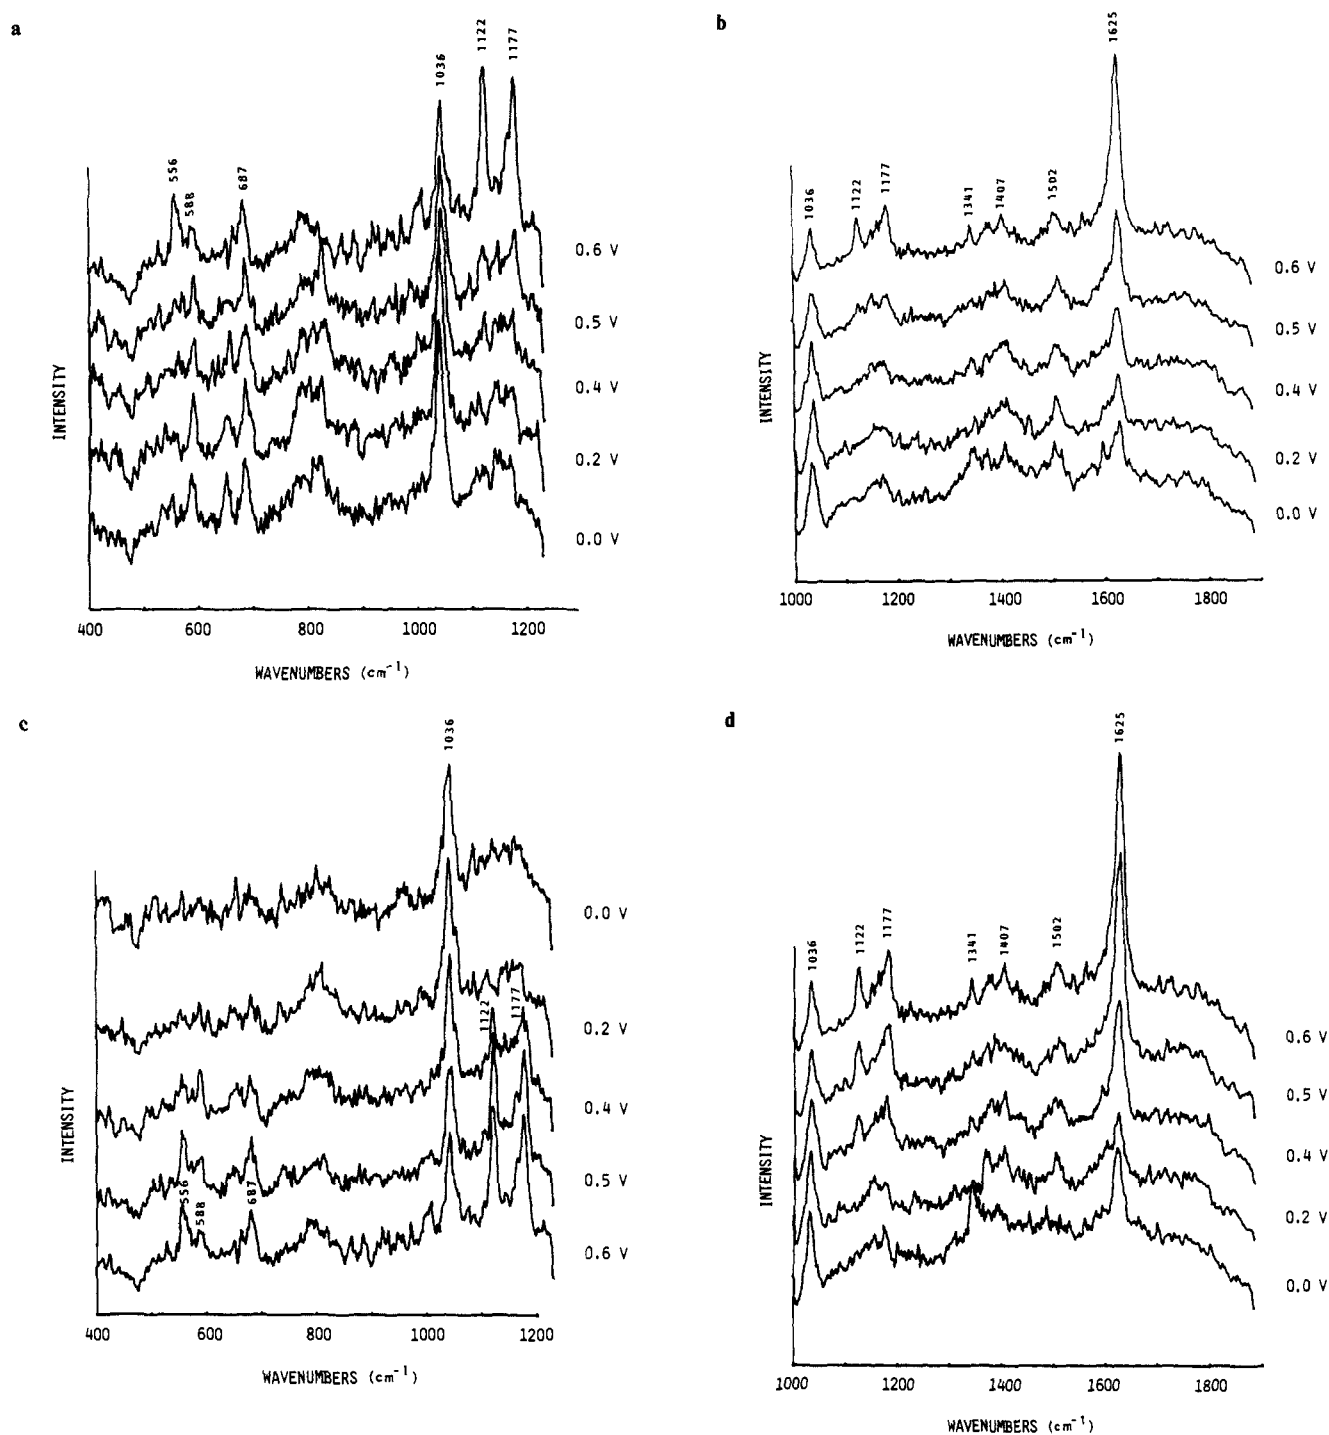 a
556
588
687
1036
1122
1177
0.6 V
0.5 V
0.4 V
0.2 V
0.0 V
INTENSITY
400 600 800 1000 1200
WAVENUMBERS (cm-1)
b
1036
1122
1177
1341
1407
1502
1625
0.6 V
0.5 V
0.4 V
0.2 V
0.0 V
INTENSITY
1000 1200 1400 1600 1800
WAVENUMBERS (cm-1)
c
1036
0.0 V
0.2 V
1122
1177
0.4 V
0.5 V
556
588
687
0.6 V
INTENSITY
400 600 800 1000 1200
WAVENUMBERS (cm-1)
d
1036
1122
1177
1341
1407
1502
1625
0.6 V
0.5 V
0.4 V
0.2 V
0.0 V
INTENSITY
1000 1200 1400 1600 1800
WAVENUMBERS (cm-1)